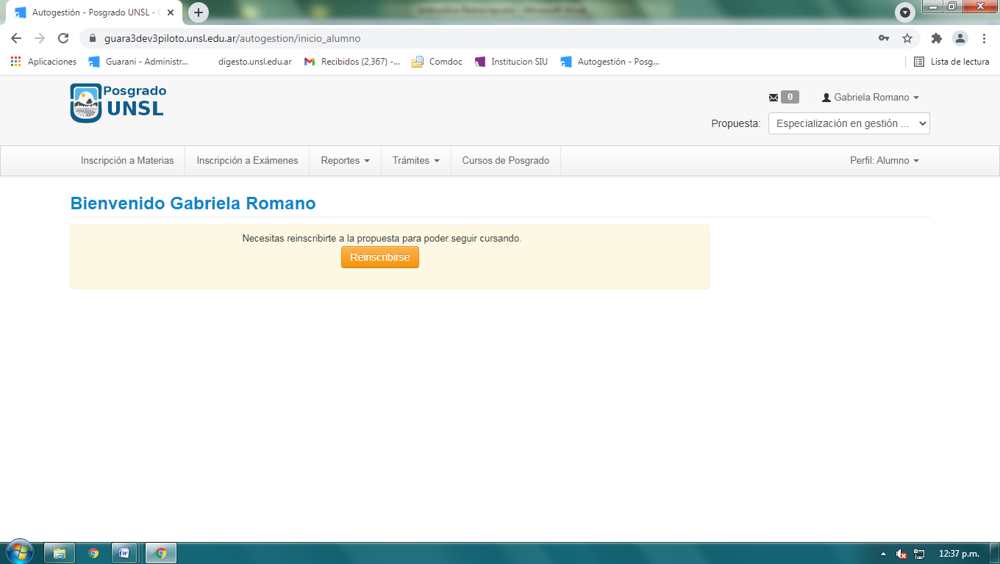 Autogestión - Posgrado UNSL - 
guara3dev3piloto.unsl.edu.ar/autogestion/inicio_alumno
Aplicaciones Guarani - Administr... digesto.unsl.edu.ar Recibidos (2,367) -... Comdoc Institucion SIU Autogestión - Posg... Lista de lectura
Posgrado
UNSL
0 Gabriela Romano
Propuesta: Especialización en gestión ...
Inscripción a Materias Inscripción a Exámenes Reportes Trámites Cursos de Posgrado Perfil: Alumno
Bienvenido Gabriela Romano
Necesitas reinscribirte a la propuesta para poder seguir cursando.
Reinscribirse
12:37 p.m.